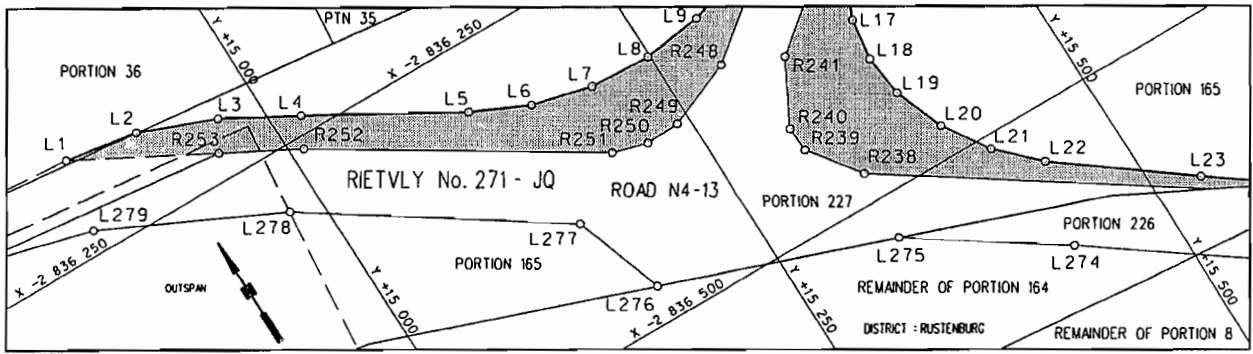 PTN 35
L9
L17
Y +15 000
X -2 836 250
L8
R248
L18
Y +15 500
PORTION 36
R241
PORTION 165
L7
L19
L6
L5
R249
L2
L3
L4
R240
L20
R250
R239
L1
R253
R252
R251
L21
L22
R238
L23
RIETVLY No. 271 - JQ
ROAD N4-13
PORTION 227
L279
L278
L277
PORTION 226
X -2 836 250
PORTION 165
L275
L274
OUTSPAN
L276
REMAINDER OF PORTION 164
Y +15 000
X -2 836 500
Y +15 250
Y +15 500
DISTRICT : RUSTENBURG
REMAINDER OF PORTION 8